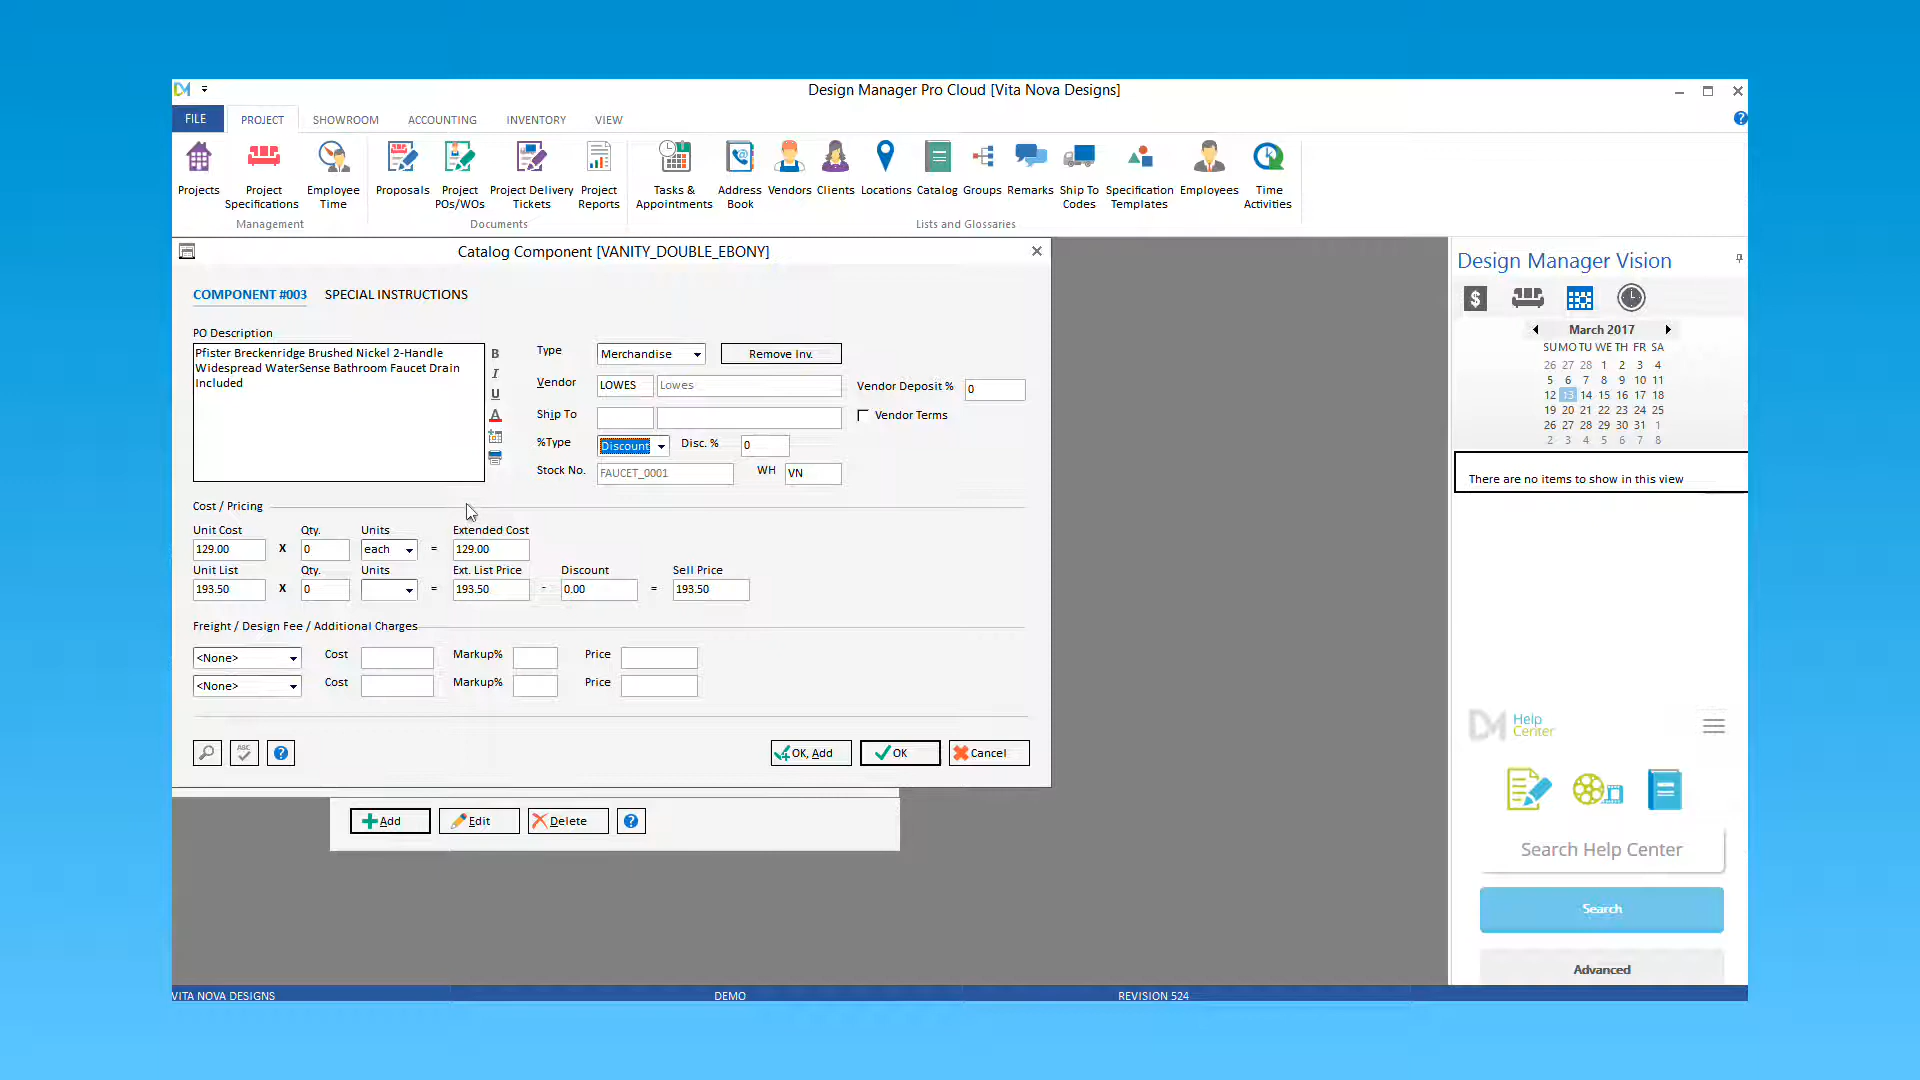 Design Manager Pro Cloud [Vita Nova Designs]
FILE PROJECT SHOWROOM ACCOUNTING INVENTORY VIEW
Projects Project Specifications Employee Time Proposals Project POs/WOs Project Delivery Tickets Project Reports Tasks & Appointments Address Book Vendors Clients Locations Catalog Groups Remarks Ship To Codes Specification Templates Employees Time Activities
Management Documents Lists and Glossaries
Catalog Component [VANITY_DOUBLE_EBONY]
COMPONENT #003 SPECIAL INSTRUCTIONS
PO Description
Pfister Breckenridge Brushed Nickel 2-Handle
Widespread WaterSense Bathroom Faucet Drain
Included
B
I
U
A
Type Merchandise Remove Inv.
Vendor LOWES Lowes Vendor Deposit % 0
Ship To Vendor Terms
%Type Discount Disc. % 0
Stock No. FAUCET_0001 WH VN
Cost / Pricing
Unit Cost Qty. Units Extended Cost
129.00 X 0 each = 129.00
Unit List Qty. Units Ext. List Price Discount Sell Price
193.50 X 0 = 193.50 - 0.00 = 193.50
Freight / Design Fee / Additional Charges
<None> Cost Markup% Price
<None> Cost Markup% Price
ABC ? OK, Add OK Cancel
Add Edit Delete ?
Design Manager Vision
$
March 2017
SU MO TU WE TH FR SA
26 27 28 1 2 3 4
5 6 7 8 9 10 11
12 13 14 15 16 17 18
19 20 21 22 23 24 25
26 27 28 29 30 31 1
2 3 4 5 6 7 8
There are no items to show in this view
DM Help Center
Search Help Center
Search
Advanced
VITA NOVA DESIGNS DEMO REVISION 524